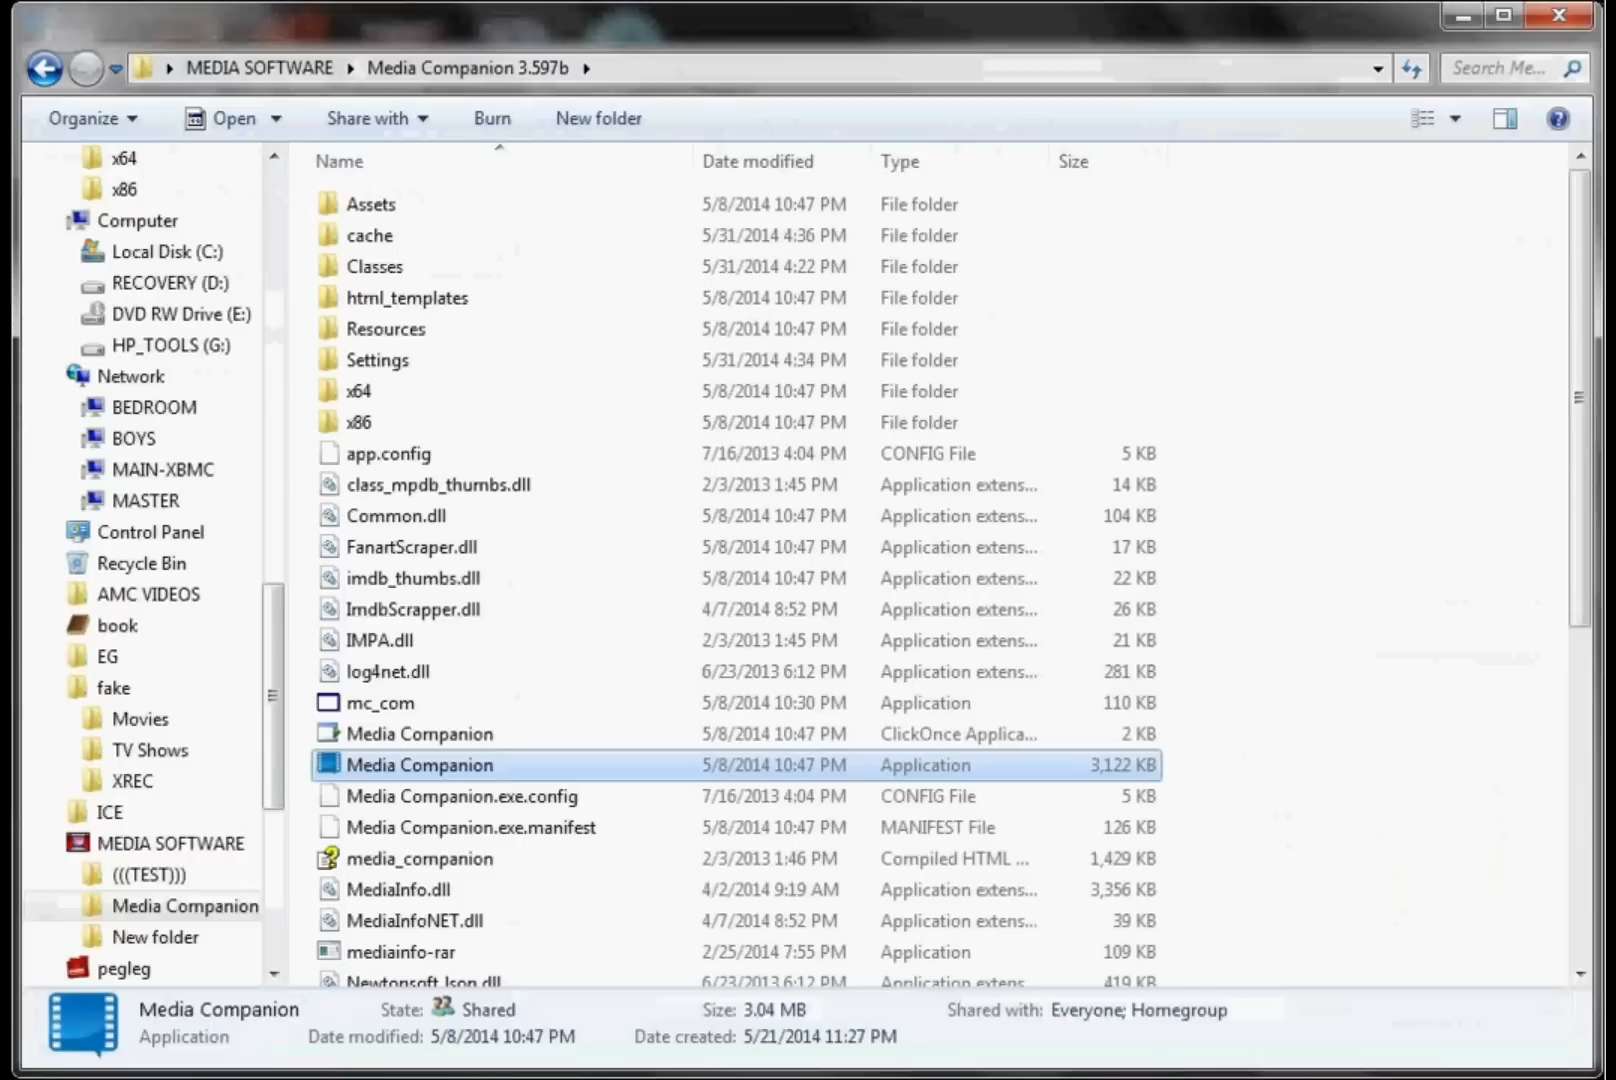 MEDIA SOFTWARE Media Companion 3.597b Search Me...
Organize Open Share with Burn New folder
x64
x86
Computer
Local Disk (C:)
RECOVERY (D:)
DVD RW Drive (E:)
HP_TOOLS (G:)
Network
BEDROOM
BOYS
MAIN-XBMC
MASTER
Control Panel
Recycle Bin
AMC VIDEOS
book
EG
fake
Movies
TV Shows
XREC
ICE
MEDIA SOFTWARE
(((TEST)))
Media Companion
New folder
pegleg
Name Date modified Type Size
Assets 5/8/2014 10:47 PM File folder
cache 5/31/2014 4:36 PM File folder
Classes 5/31/2014 4:22 PM File folder
html_templates 5/8/2014 10:47 PM File folder
Resources 5/8/2014 10:47 PM File folder
Settings 5/31/2014 4:34 PM File folder
x64 5/8/2014 10:47 PM File folder
x86 5/8/2014 10:47 PM File folder
app.config 7/16/2013 4:04 PM CONFIG File 5 KB
class_mpdb_thumbs.dll 2/3/2013 1:45 PM Application extens... 14 KB
Common.dll 5/8/2014 10:47 PM Application extens... 104 KB
FanartScraper.dll 5/8/2014 10:47 PM Application extens... 17 KB
imdb_thumbs.dll 5/8/2014 10:47 PM Application extens... 22 KB
ImdbScrapper.dll 4/7/2014 8:52 PM Application extens... 26 KB
IMPA.dll 2/3/2013 1:45 PM Application extens... 21 KB
log4net.dll 6/23/2013 6:12 PM Application extens... 281 KB
mc_com 5/8/2014 10:30 PM Application 110 KB
Media Companion 5/8/2014 10:47 PM ClickOnce Applica... 2 KB
Media Companion 5/8/2014 10:47 PM Application 3,122 KB
Media Companion.exe.config 7/16/2013 4:04 PM CONFIG File 5 KB
Media Companion.exe.manifest 5/8/2014 10:47 PM MANIFEST File 126 KB
media_companion 2/3/2013 1:46 PM Compiled HTML ... 1,429 KB
MediaInfo.dll 4/2/2014 9:19 AM Application extens... 3,356 KB
MediaInfoNET.dll 4/7/2014 8:52 PM Application extens... 39 KB
mediainfo-rar 2/25/2014 7:55 PM Application 109 KB
Newtonsoft.Json.dll 6/23/2013 6:12 PM Application extens... 419 KB
Media Companion State: Shared Size: 3.04 MB Shared with: Everyone; Homegroup
Application Date modified: 5/8/2014 10:47 PM Date created: 5/21/2014 11:27 PM